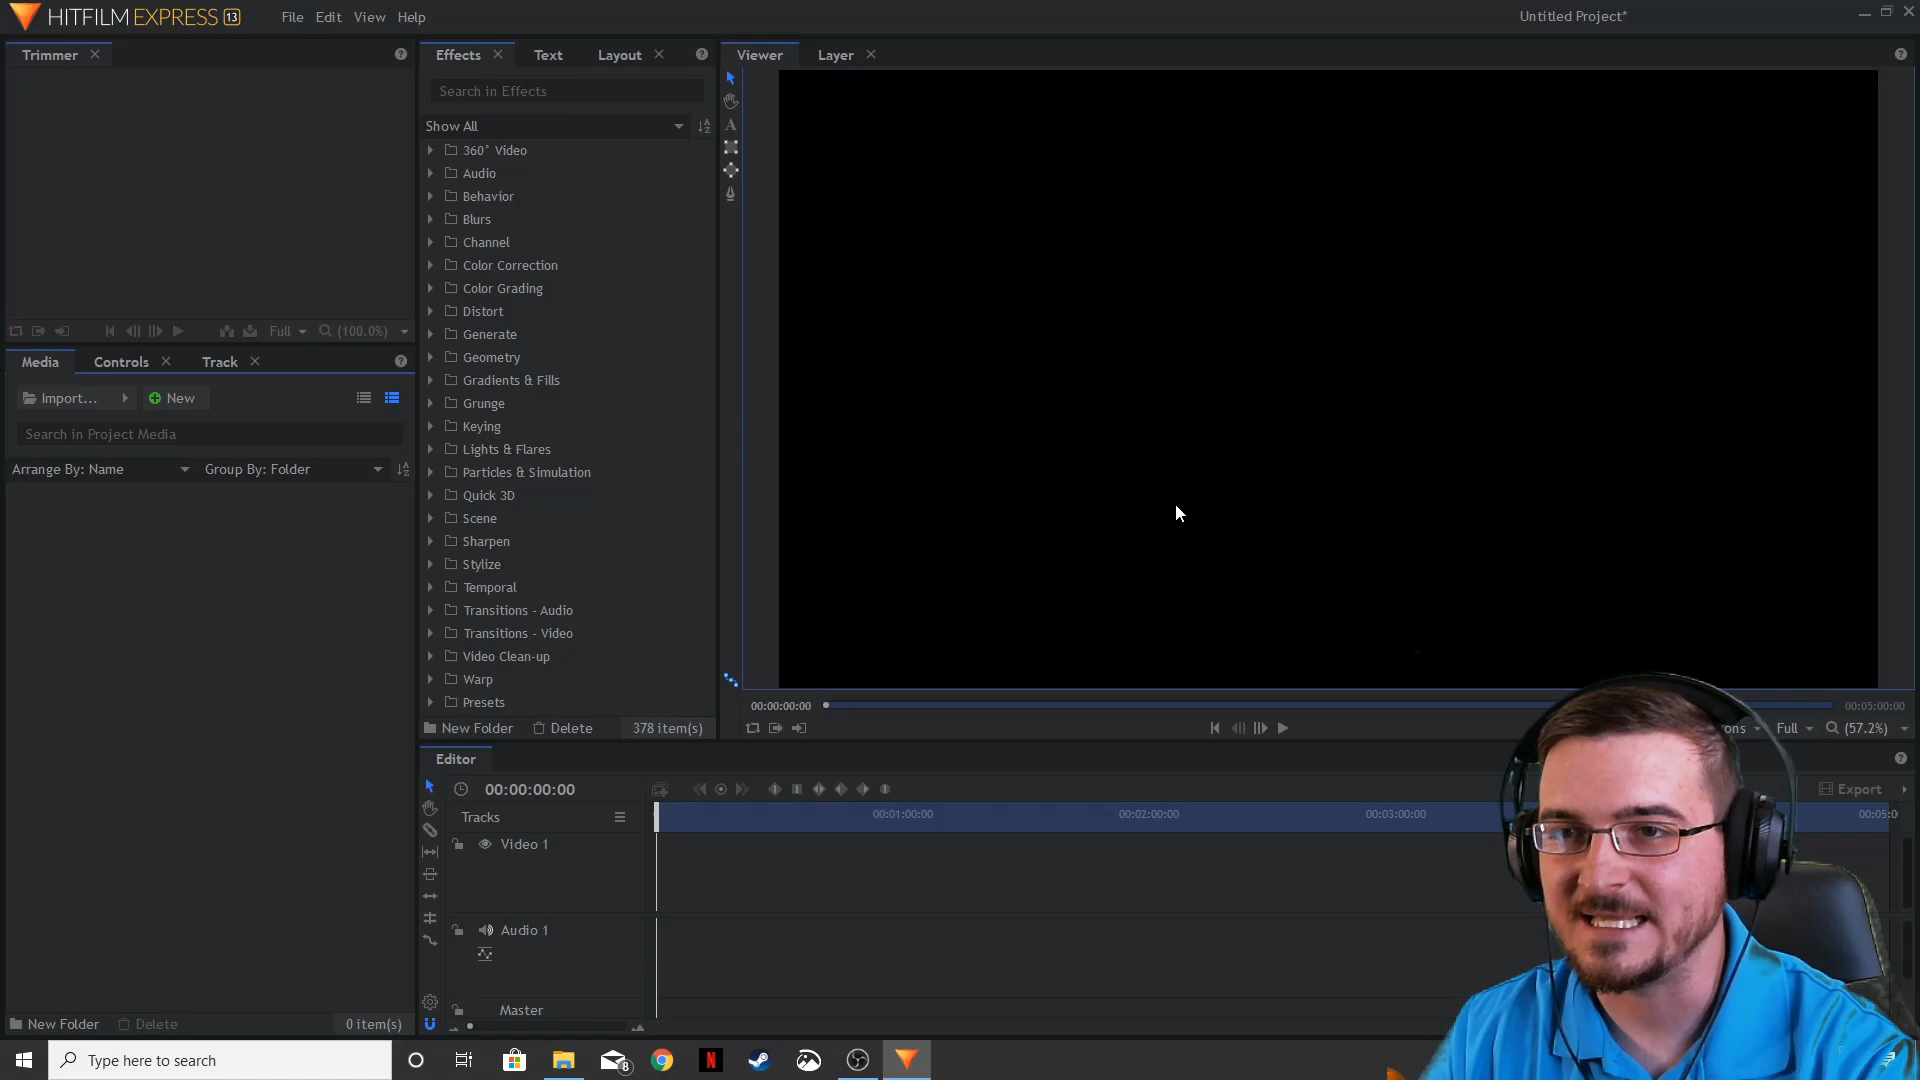 HITFILM EXPRESS 13 File Edit View Help Untitled Project*
Trimmer
Full (100.0%)
Media Controls Track
Import... New
Search in Project Media
Arrange By: Name Group By: Folder
New Folder Delete 0 item(s)
Effects Text Layout
Search in Effects
Show All
360° Video
Audio
Behavior
Blurs
Channel
Color Correction
Color Grading
Distort
Generate
Geometry
Gradients & Fills
Grunge
Keying
Lights & Flares
Particles & Simulation
Quick 3D
Scene
Sharpen
Stylize
Temporal
Transitions - Audio
Transitions - Video
Video Clean-up
Warp
Presets
New Folder Delete 378 item(s)
Viewer Layer
00:00:00:00 00:05:00:00
ons Full (57.2%)
Editor
00:00:00:00 Export
Tracks 00:01:00:00 00:02:00:00 00:03:00:00 00:05:0
Video 1
Audio 1
Master
Type here to search 8